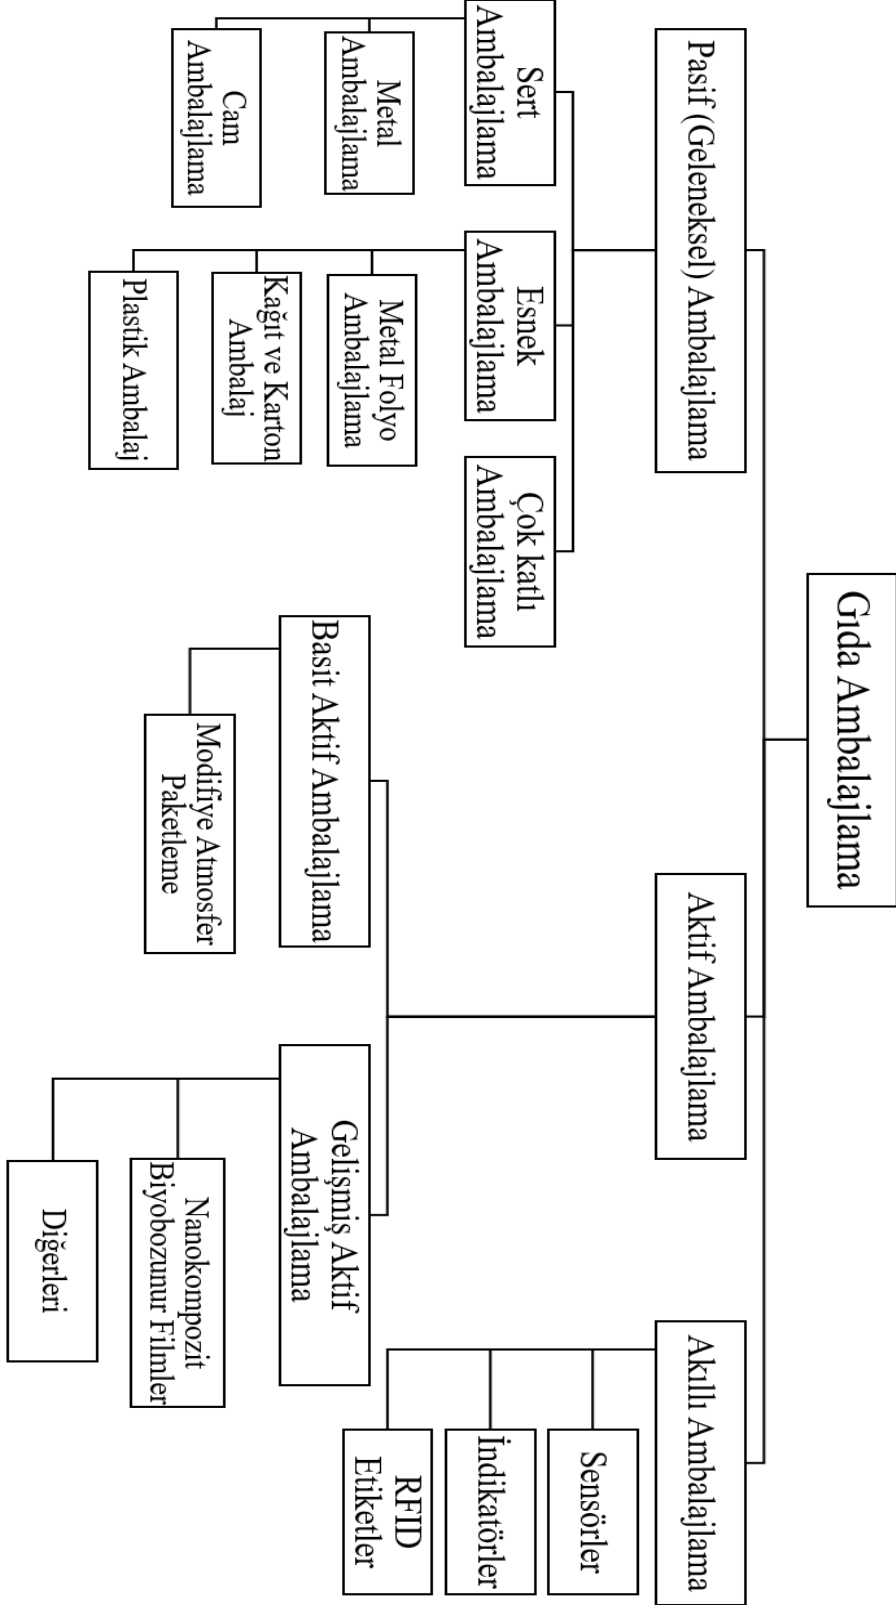 Gıda Ambalajlama
Pasif (Geleneksel) Ambalajlama
Aktif Ambalajlama
Akıllı Ambalajlama
Sert
Ambalajlama
Esnek
Ambalajlama
Çok katlı
Ambalajlama
Metal
Ambalajlama
Cam
Ambalajlama
Metal Folyo
Ambalajlama
Kağıt ve Karton
Ambalaj
Plastik Ambalaj
Basit Aktif Ambalajlama
Modifiye Atmosfer
Paketleme
Gelişmiş Aktif
Ambalajlama
Nanokompozit
Biyobozunur Filmler
Diğerleri
Sensörler
İndikatörler
RFID
Etiketler